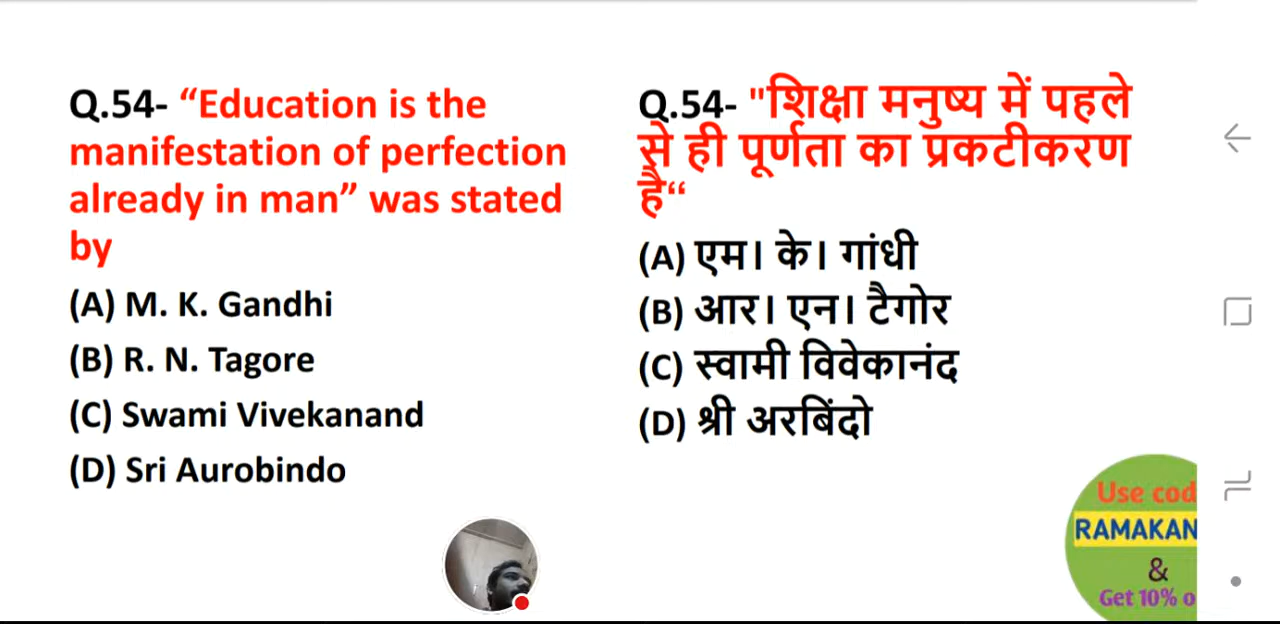 Q.54- “Education is the
manifestation of perfection
already in man” was stated
by
(A) M. K. Gandhi
(B) R. N. Tagore
(C) Swami Vivekanand
(D) Sri Aurobindo
Q.54- "शिक्षा मनुष्य में पहले
से ही पूर्णता का प्रकटीकरण
है“
(A) एम। के। गांधी
(B) आर। एन। टैगोर
(C) स्वामी विवेकानंद
(D) श्री अरबिंदो
Use cod
RAMAKAN
&
Get 10% o